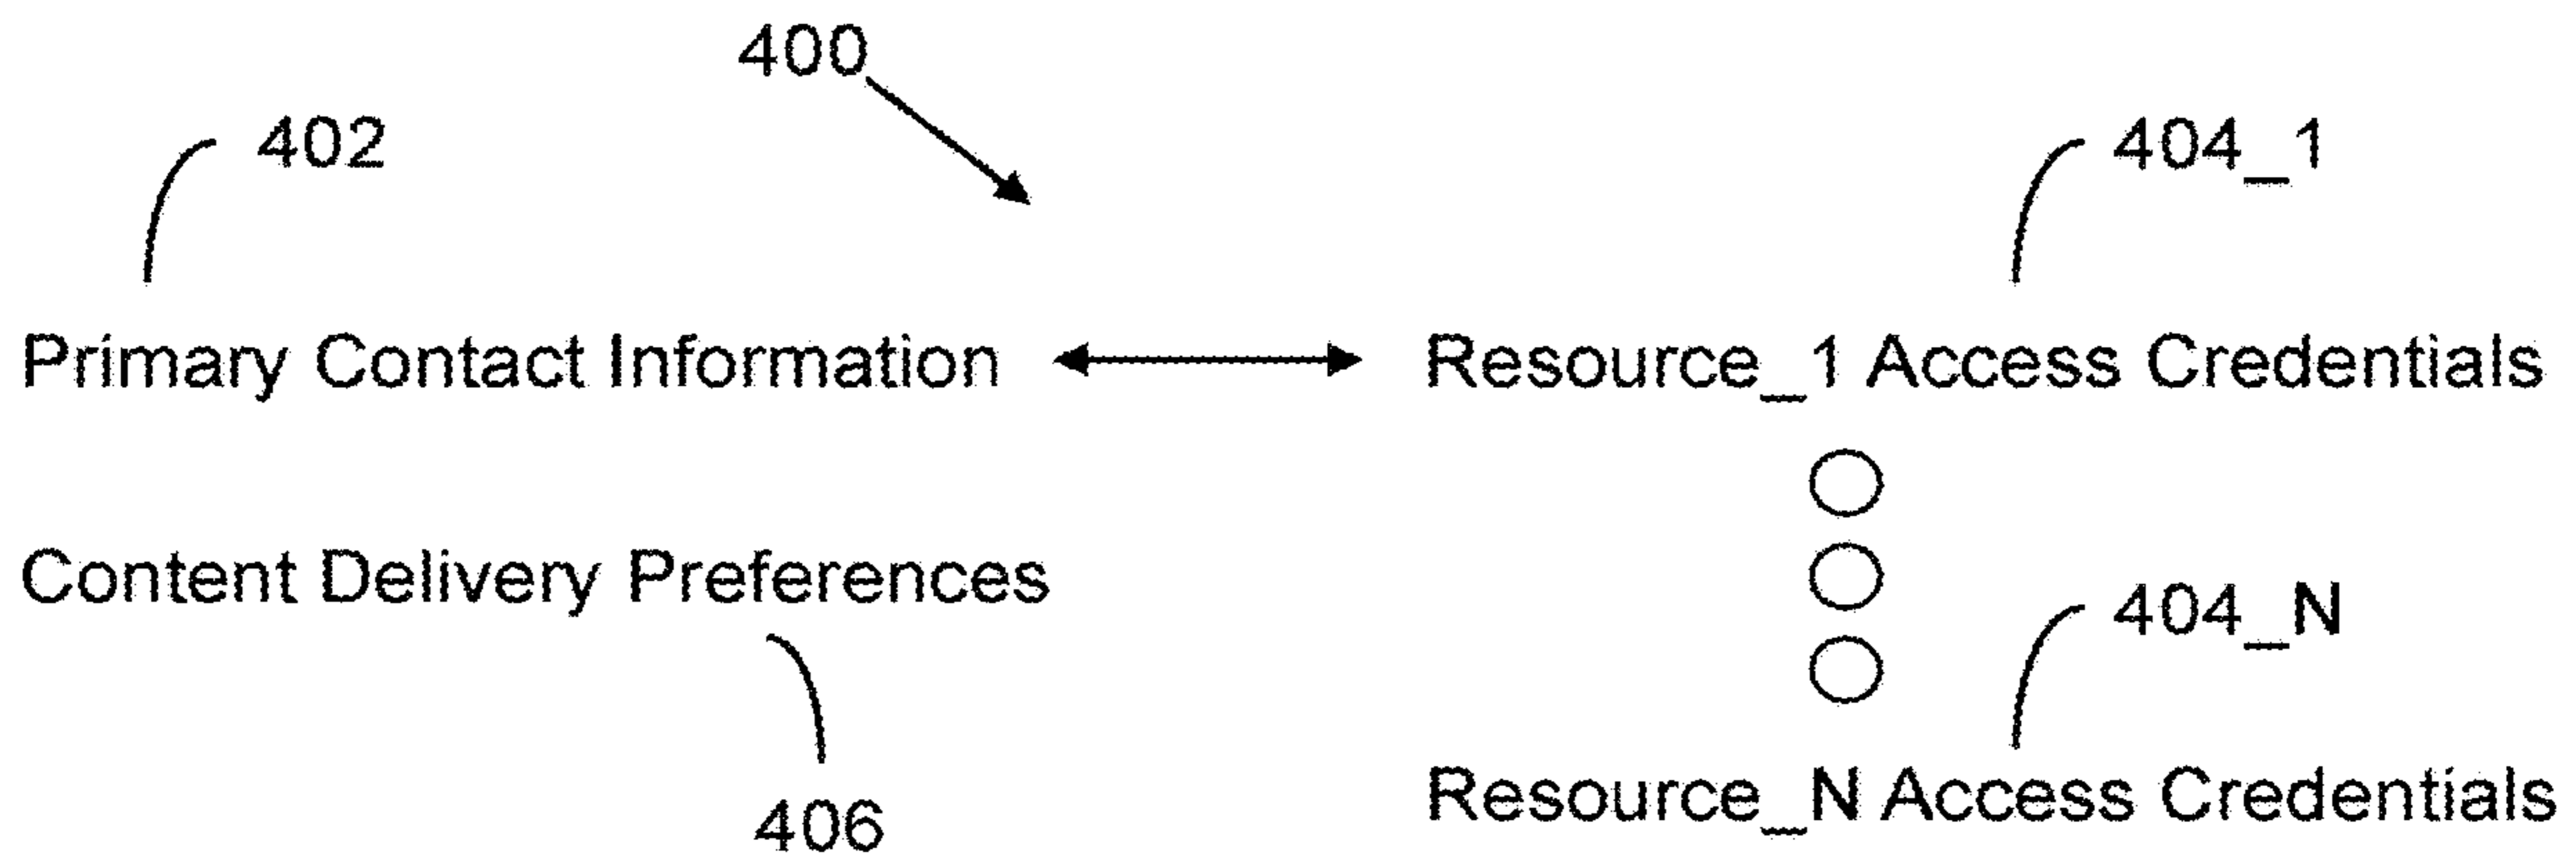 400
402
404_1
Primary Contact Information
Resource_1 Access Credentials
Content Delivery Preferences
404_N
406
Resource_N Access Credentials